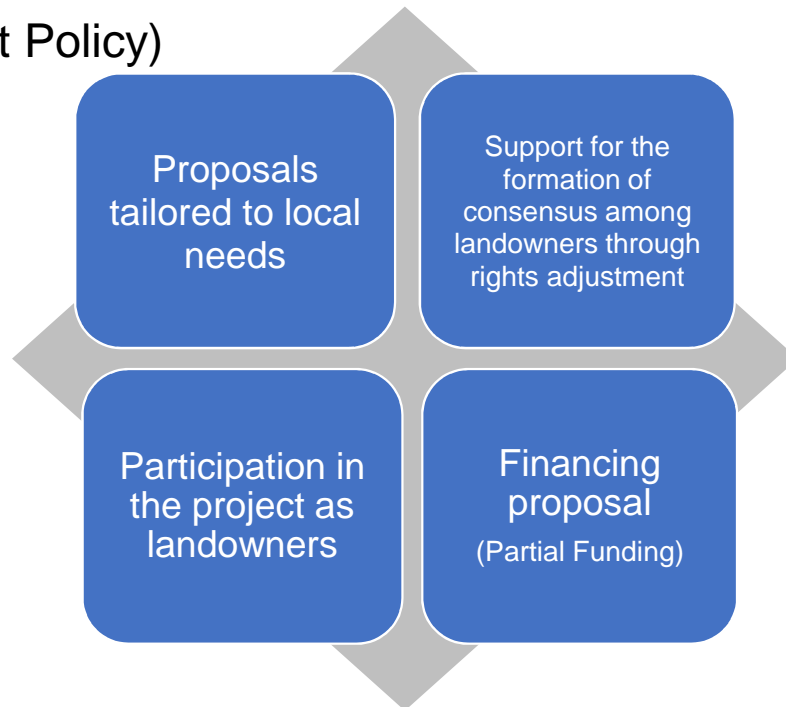 t Policy)
Proposals
tailored to local
needs
Support for the
formation of
consensus among
landowners through
rights adjustment
Participation in
the project as
landowners
Financing
proposal
(Partial Funding)